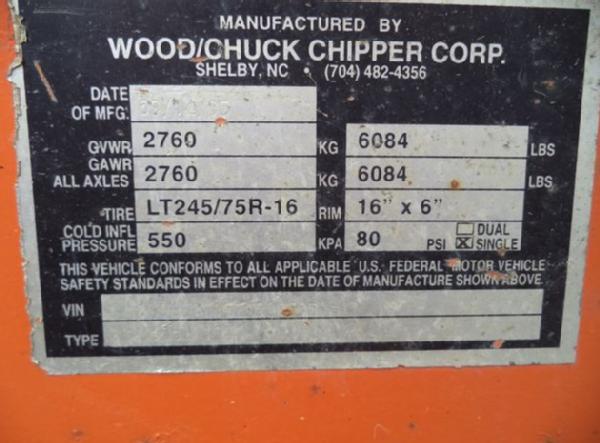 MANUFACTURED BY
WOOD/CHUCK CHIPPER CORP.
SHELBY, NC • (704) 482-4356
DATE
OF MFG.
GVWR 2760 KG 6084 LBS
GAWR
ALL AXLES 2760 KG 6084 LBS
TIRE LT245/75R-16 RIM 16" x 6"
COLD INFL
PRESSURE 550 KPA 80 PSI ☐ DUAL ☒ SINGLE
THIS VEHICLE CONFORMS TO ALL APPLICABLE U.S. FEDERAL MOTOR VEHICLE
SAFETY STANDARDS IN EFFECT ON THE DATE OF MANUFACTURE SHOWN ABOVE.
VIN
TYPE